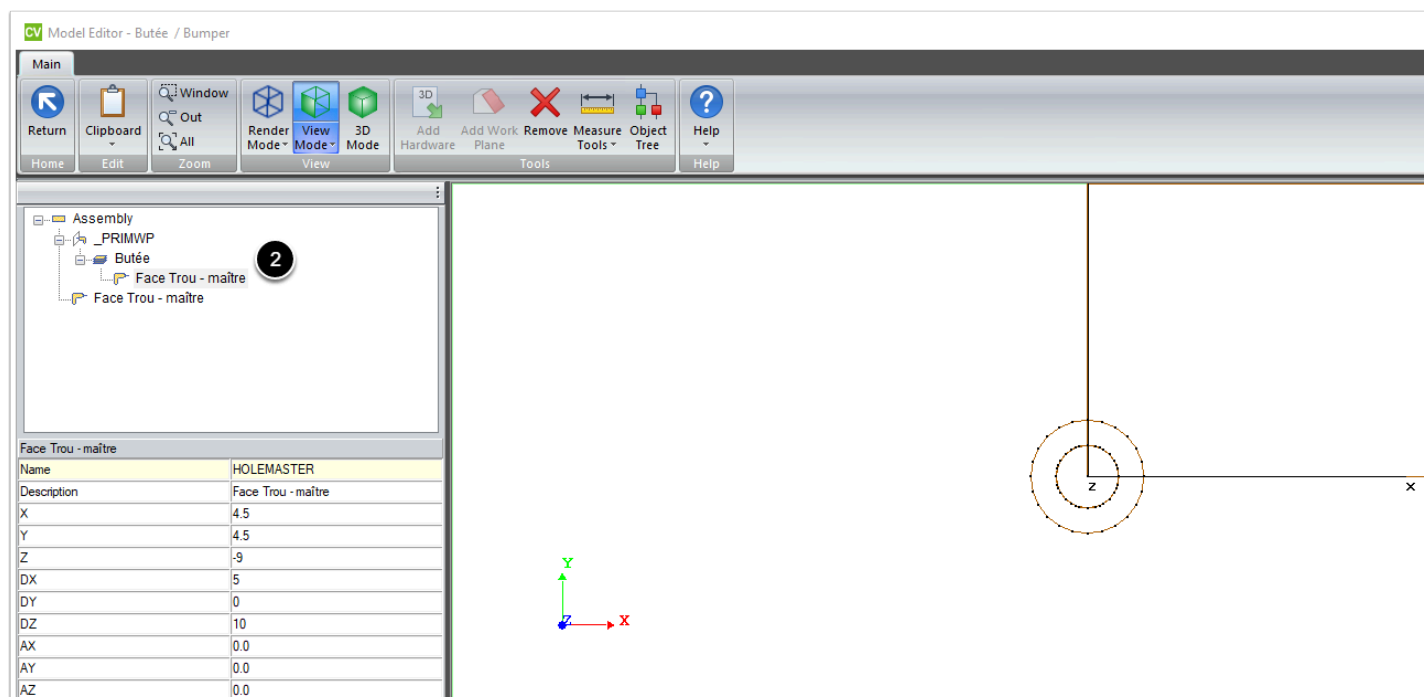 CV Model Editor - Butée / Bumper
Main
Return
Home
Clipboard
Edit
Window
Out
All
Zoom
Render Mode
View Mode
3D Mode
View
3D
Add Hardware
Add Work Plane
Remove
Measure Tools
Object Tree
Tools
?
Help
Help
Assembly
_PRIMWP
Butée
2
Face Trou - maître
Face Trou - maître
Face Trou - maître
Name HOLEMASTER
Description Face Trou - maître
X 4.5
Y 4.5
Z -9
DX 5
DY 0
DZ 10
AX 0.0
AY 0.0
AZ 0.0
z
x
Y
Z
X